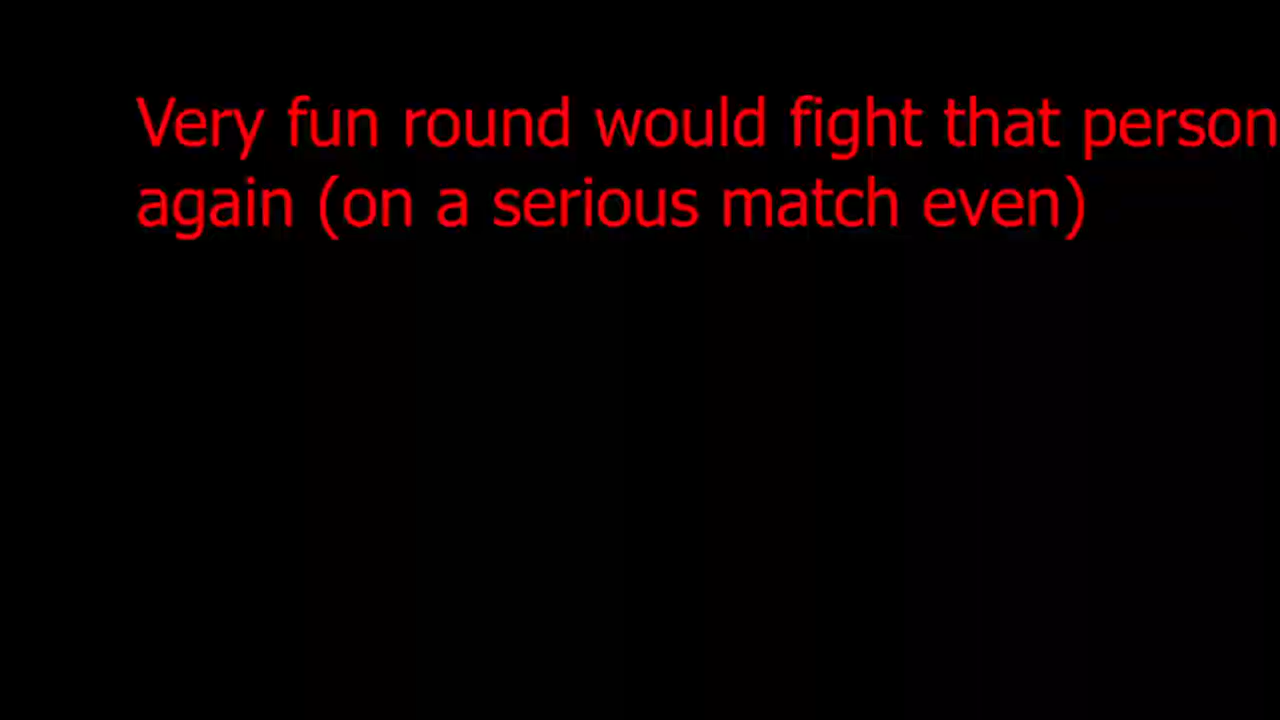 Very fun round would fight that person
again (on a serious match even)